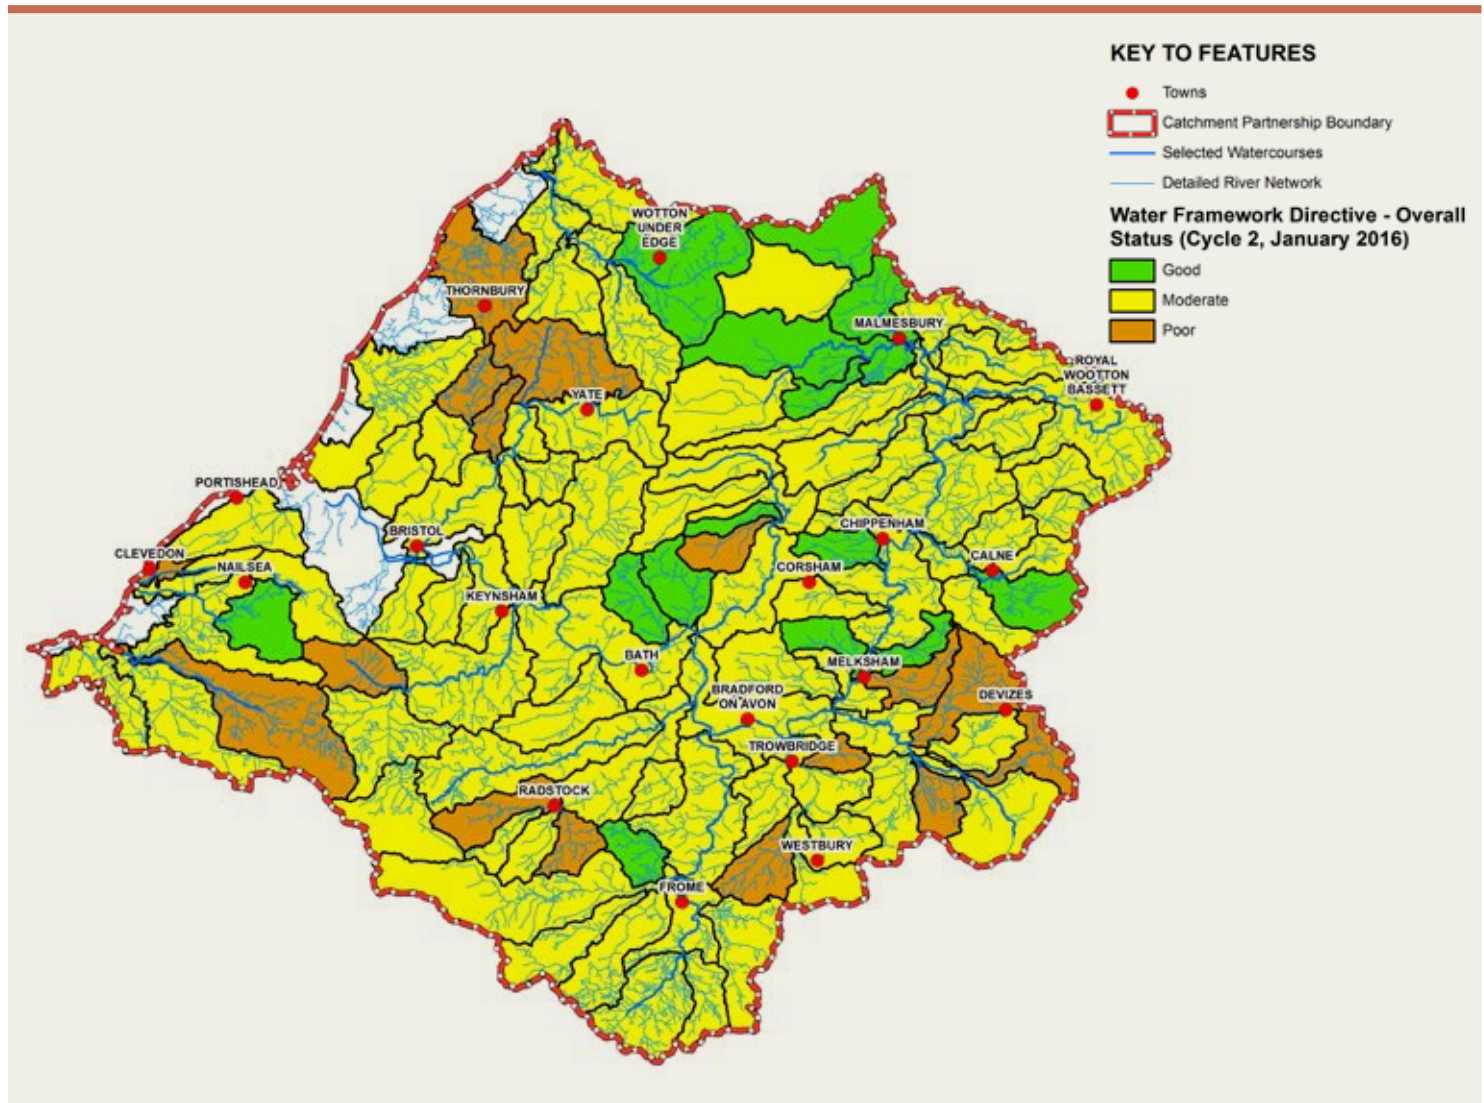 KEY TO FEATURES
Towns
Catchment Partnership Boundary
Selected Watercourses
Detailed River Network
Water Framework Directive - Overall
Status (Cycle 2, January 2016)
Good
Moderate
Poor
WOTTON
UNDER
EDGE
THORNBURY
MALMESBURY
ROYAL
WOOTTON
BASSETT
YATE
PORTISHEAD
BRISTOL
CHIPPENHAM
CLEVEDON
NAILSEA
CORSHAM
CALNE
KEYNSHAM
BATH
MELKSHAM
BRADFORD
ON AVON
DEVIZES
TROWBRIDGE
RADSTOCK
WESTBURY
FROME